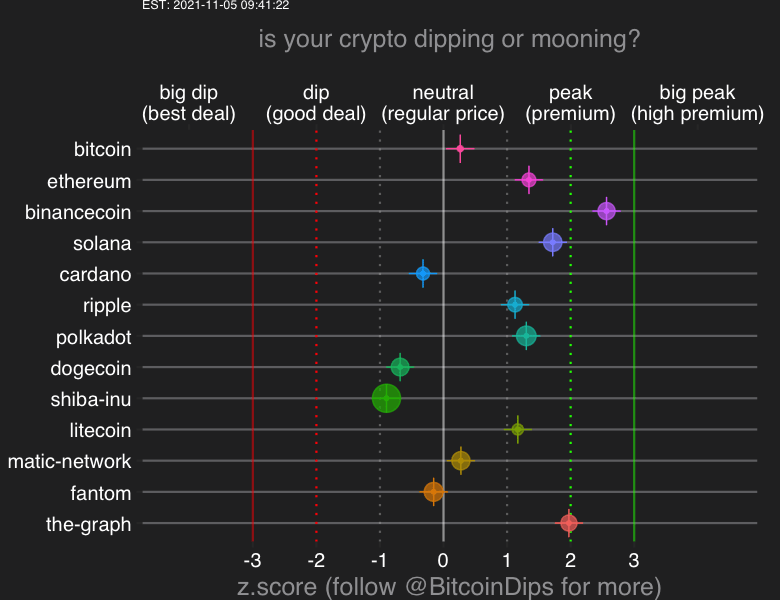 EST: 2021-11-05 09:41:22
is your crypto dipping or mooning?
big dip dip neutral peak big peak
(best deal) (good deal) (regular price) (premium) (high premium)
bitcoin
ethereum
binancecoin
solana
cardano
ripple
polkadot
dogecoin
shiba-inu
litecoin
matic-network
fantom
the-graph
-3 -2 -1 0 1 2 3
z.score (follow @BitcoinDips for more)